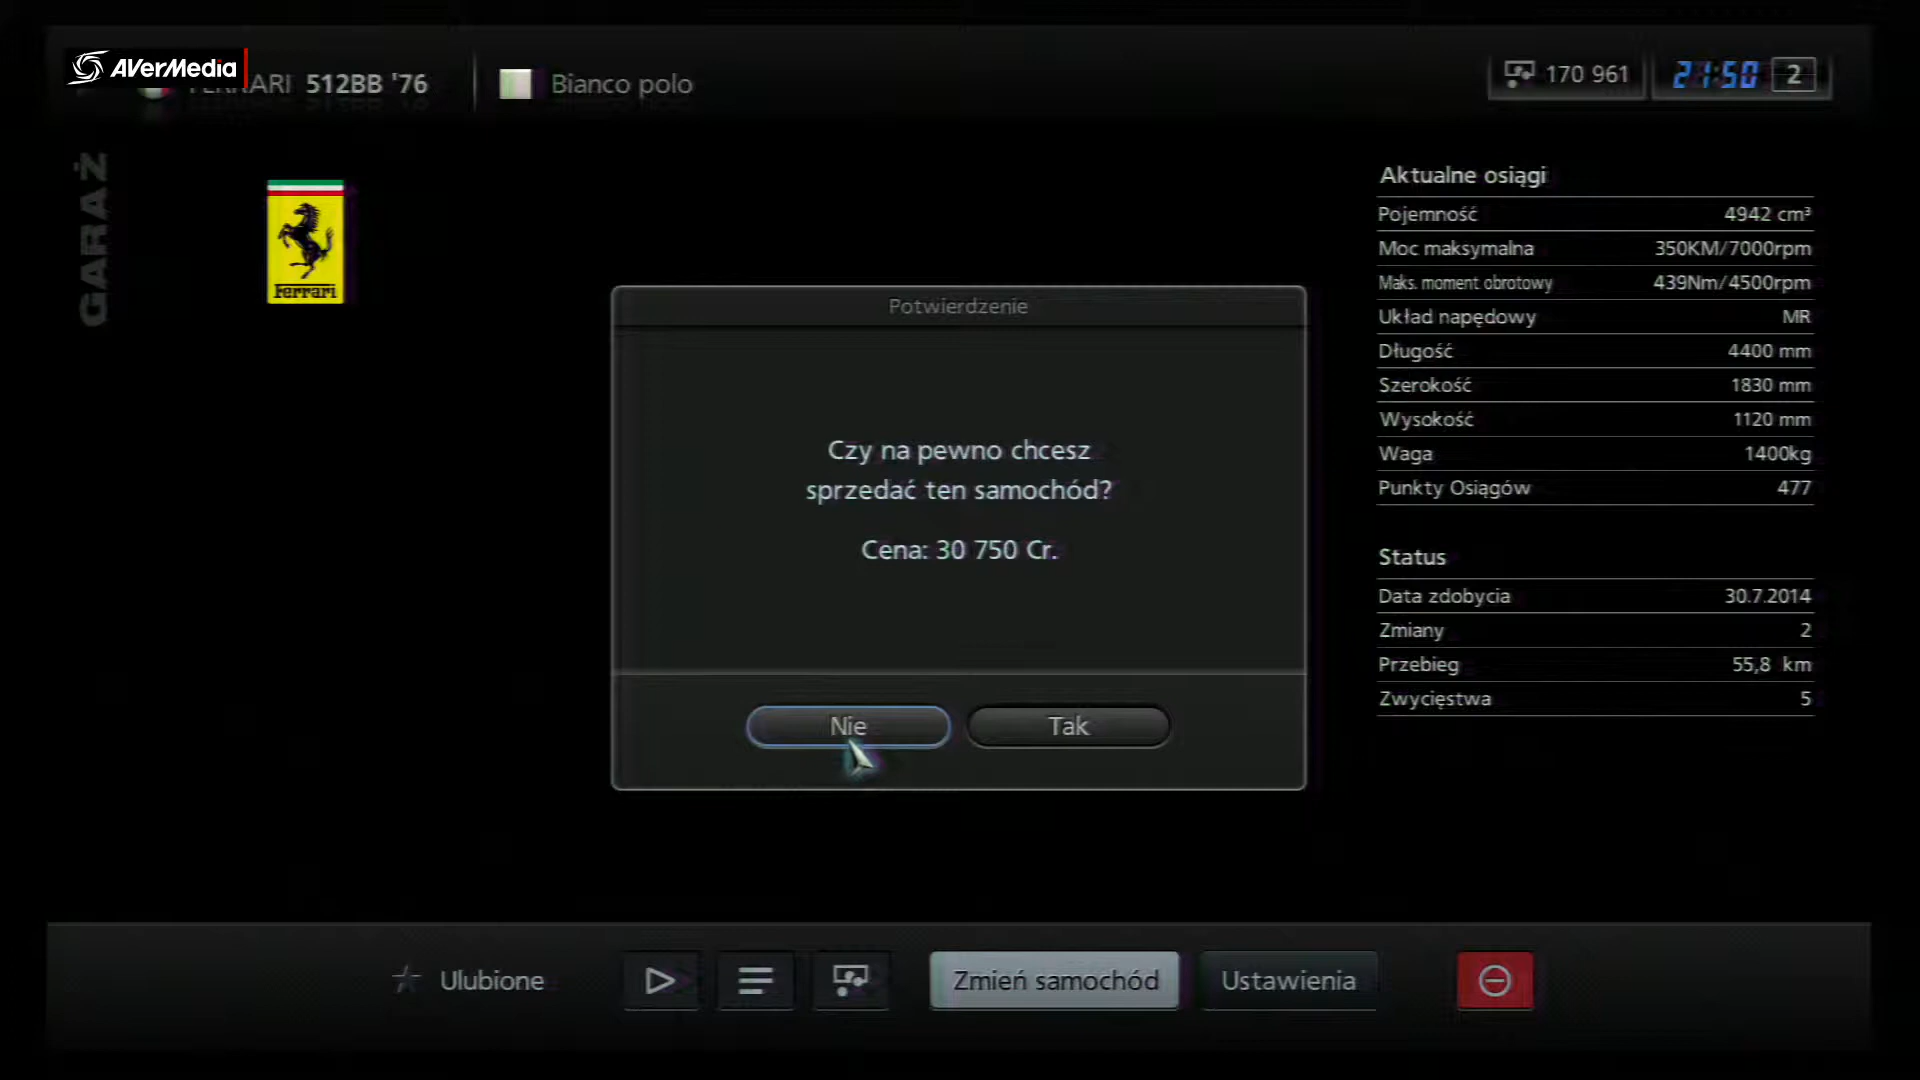 AVerMedia
FERRARI 512BB '76
Bianco polo
170 961
21:50
2
GARAŻ
Ferrari
Aktualne osiągi
Pojemność 4942 cm³
Moc maksymalna 350KM/7000rpm
Maks. moment obrotowy 439Nm/4500rpm
Układ napędowy MR
Długość 4400 mm
Szerokość 1830 mm
Wysokość 1120 mm
Waga 1400kg
Punkty Osiągów 477
Status
Data zdobycia 30.7.2014
Zmiany 2
Przebieg 55,8 km
Zwycięstwa 5
Potwierdzenie
Czy na pewno chcesz
sprzedać ten samochód?
Cena: 30 750 Cr.
Nie
Tak
Ulubione
Zmień samochód
Ustawienia